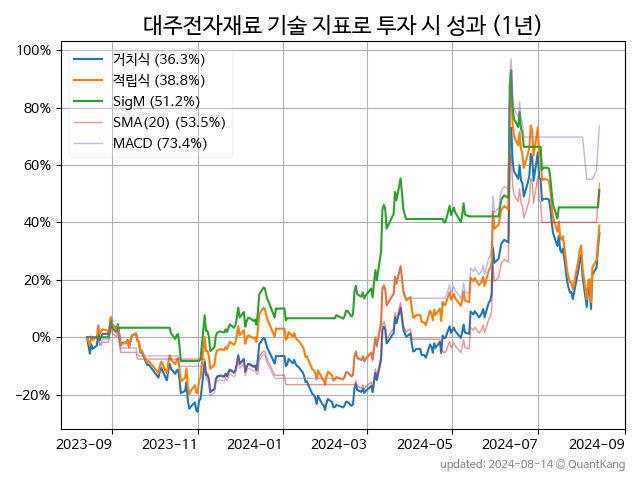 대주전자재료 기술 지표로 투자 시 성과 (1년)
100%
80%
60%
40%
20%
0%
−20%
거치식 (36.3%)
적립식 (38.8%)
SigM (51.2%)
SMA(20) (53.5%)
MACD (73.4%)
2023-09 2023-11 2024-01 2024-03 2024-05 2024-07 2024-09
updated: 2024-08-14 © QuantKang